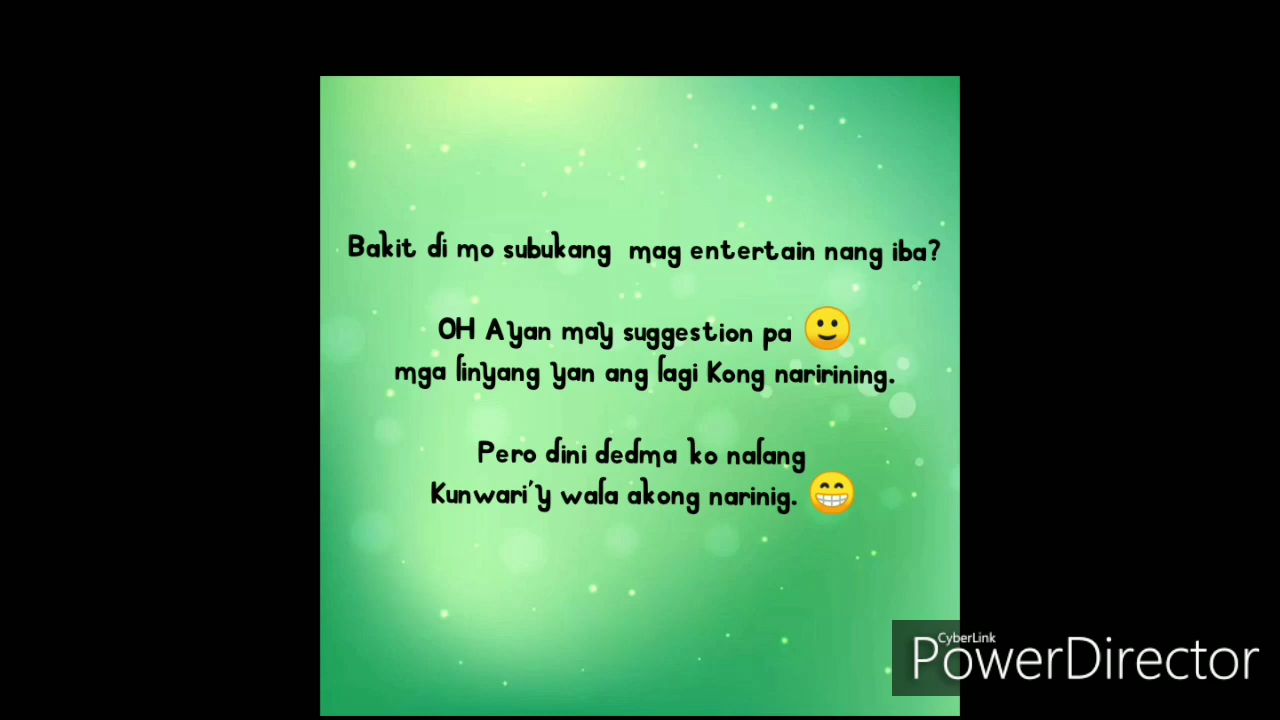 Bakit di mo subukang mag entertain nang iba?
OH Ayan may suggestion pa 🙂
mga linyang yan ang lagi Kong naririning.
Pero dini dedma ko nalang
Kunwari'y wala akong narinig. 😁
CyberLink
PowerDirector